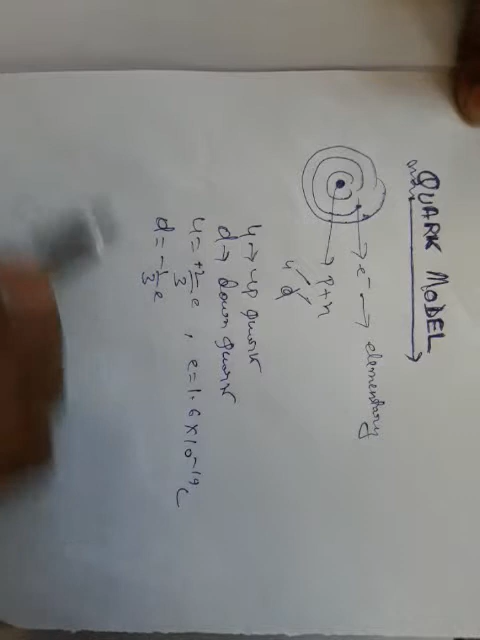 QUARK MODEL
e⁻ → elementary
p+n
u d
u → up quark
d → down quark
u = +2/3 e , e = 1.6 × 10⁻¹⁹ C
d = -1/3 e